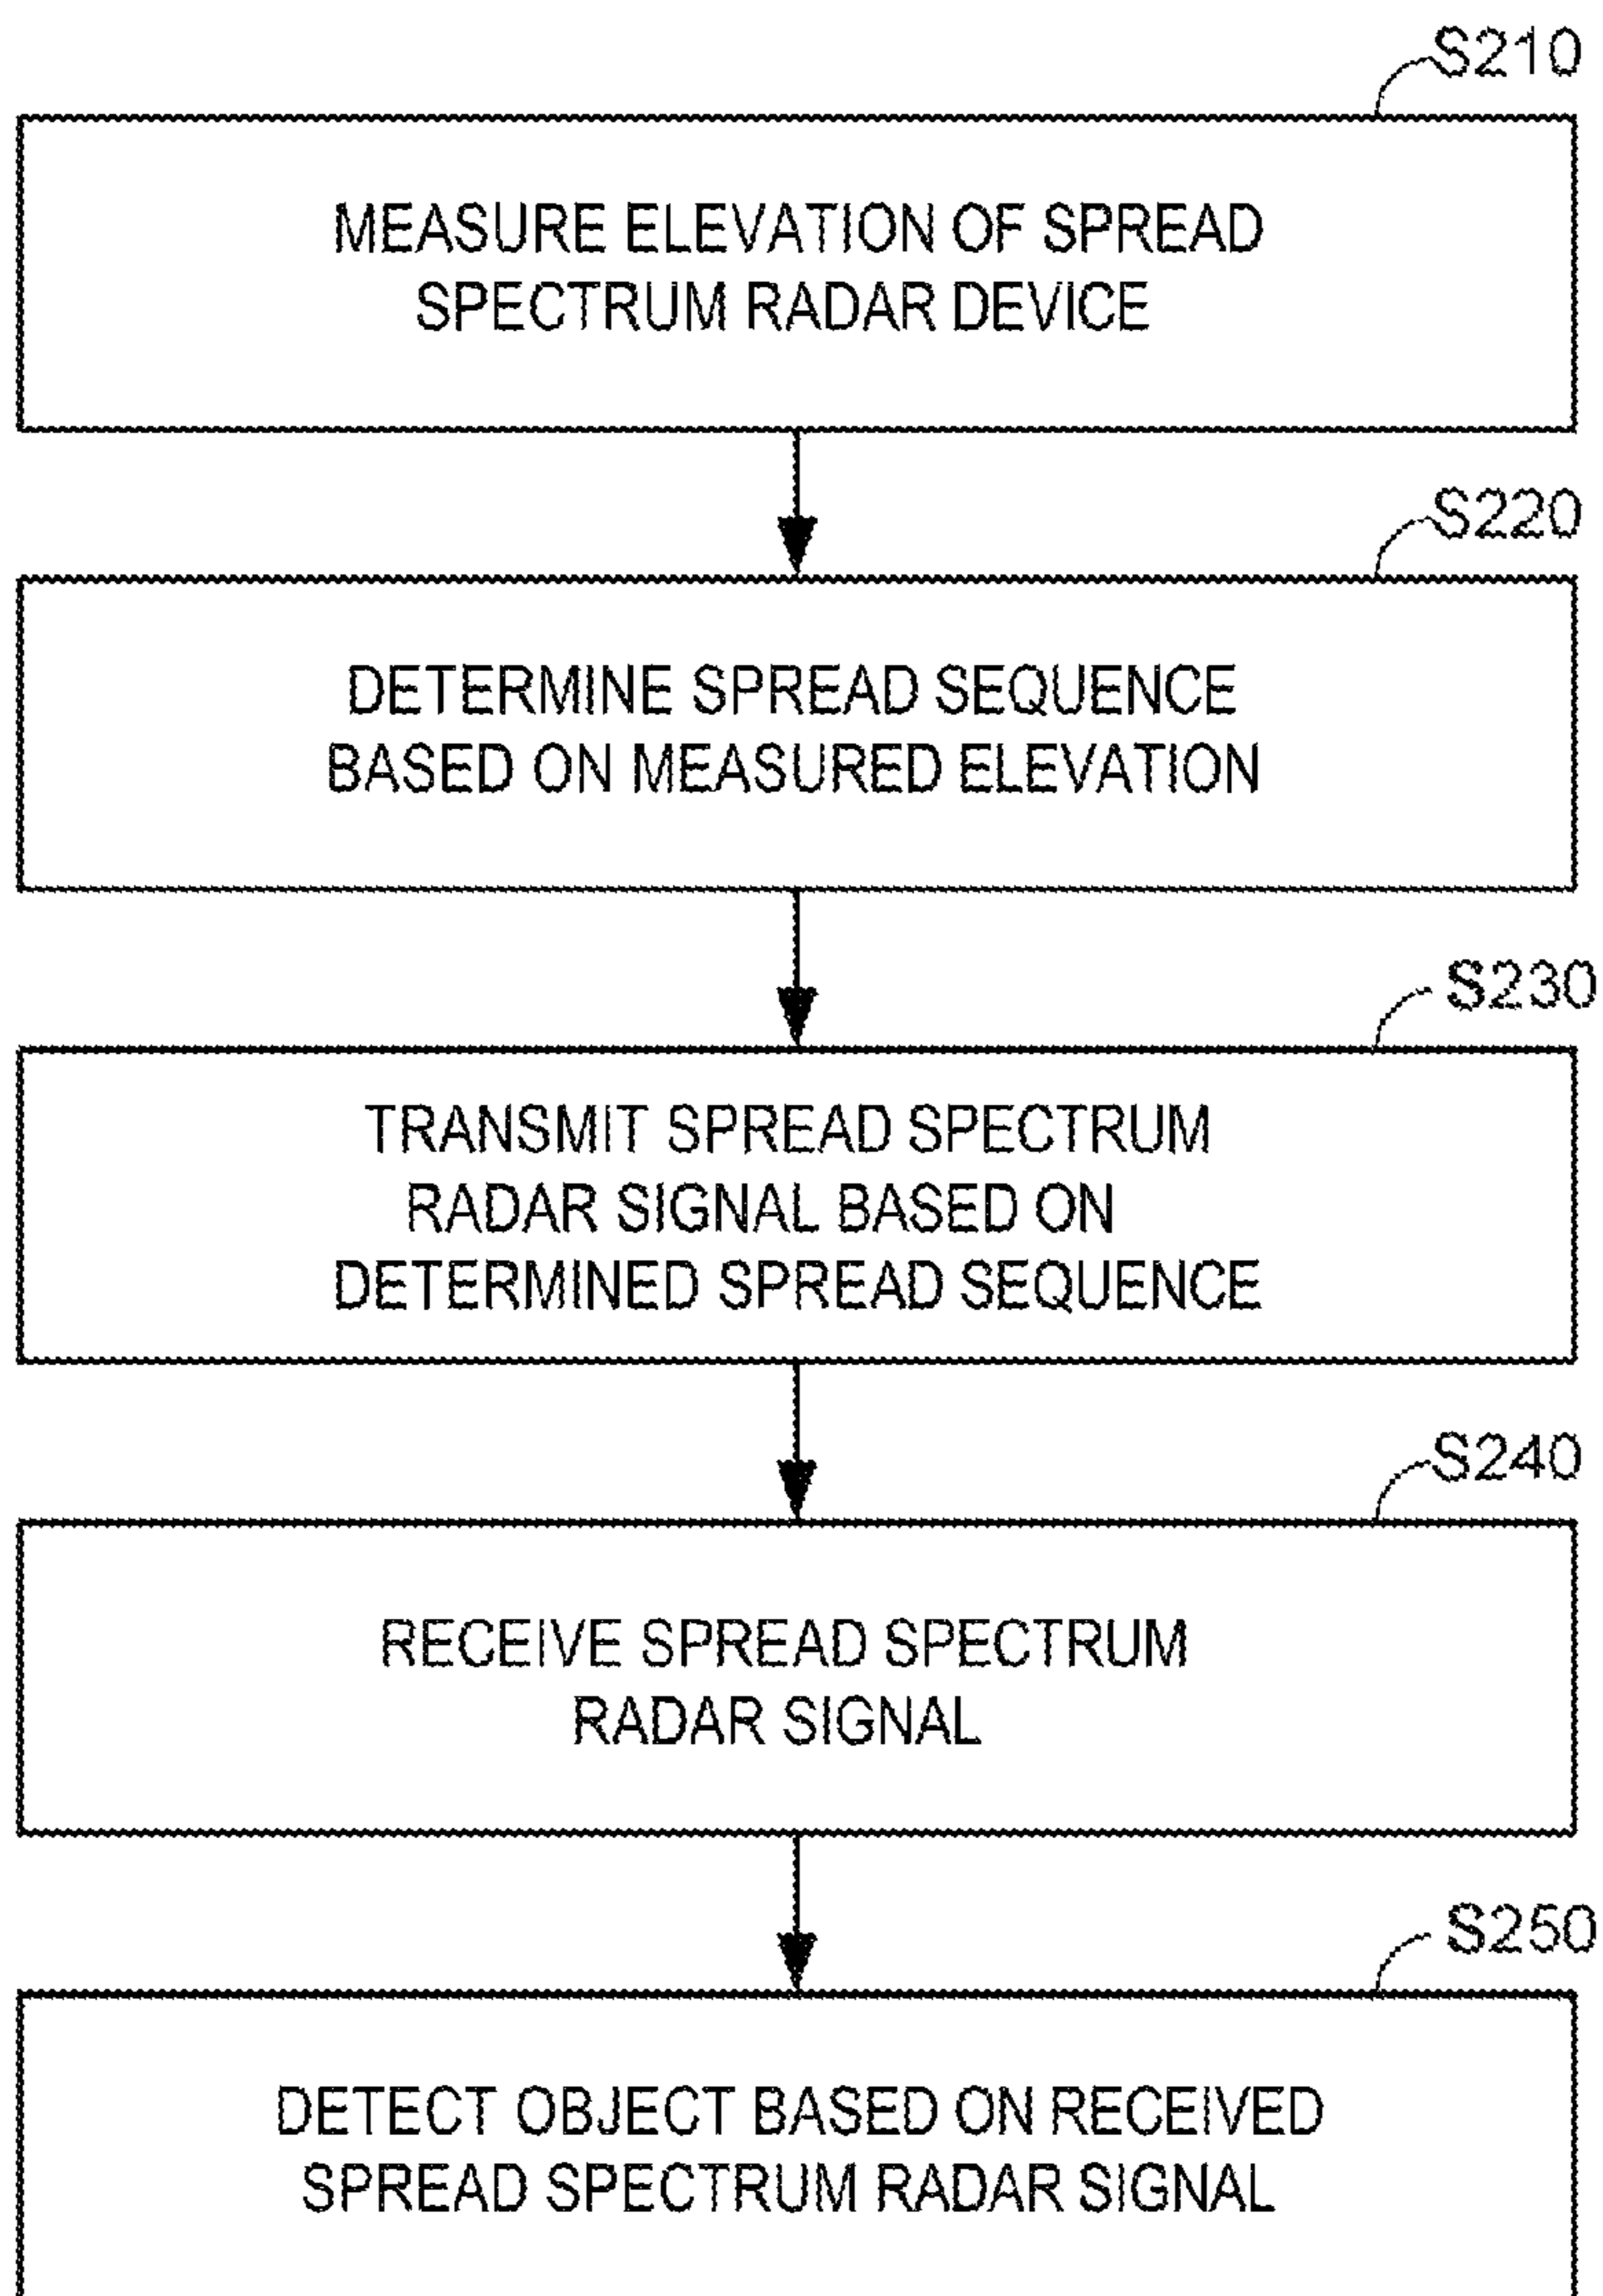 S210
MEASURE ELEVATION OF SPREAD
SPECTRUM RADAR DEVICE
S220
DETERMINE SPREAD SEQUENCE
BASED ON MEASURED ELEVATION
S230
TRANSMIT SPREAD SPECTRUM
RADAR SIGNAL BASED ON
DETERMINED SPREAD SEQUENCE
S240
RECEIVE SPREAD SPECTRUM
RADAR SIGNAL
S250
DETECT OBJECT BASED ON RECEIVED
SPREAD SPECTRUM RADAR SIGNAL